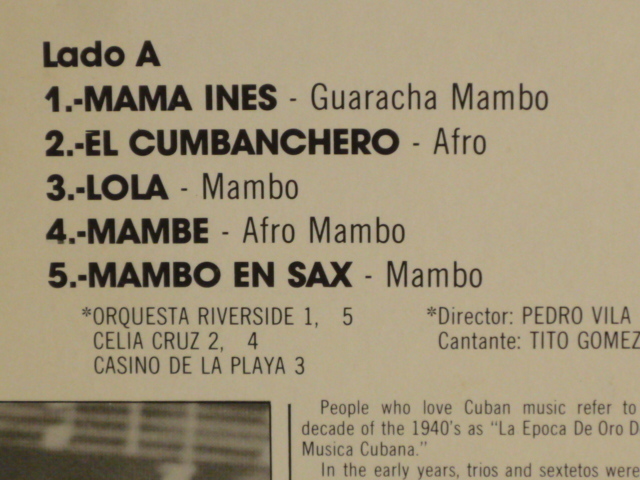 Lado A
1.-MAMA INES - Guaracha Mambo
2.-EL CUMBANCHERO - Afro
3.-LOLA - Mambo
4.-MAMBE - Afro Mambo
5.-MAMBO EN SAX - Mambo
*ORQUESTA RIVERSIDE 1, 5
CELIA CRUZ 2, 4
CASINO DE LA PLAYA 3
*Director: PEDRO VILA
Cantante: TITO GOMEZ
People who love Cuban music refer to
decade of the 1940's as "La Epoca De Oro D
Musica Cubana."
In the early years, trios and sextetos were